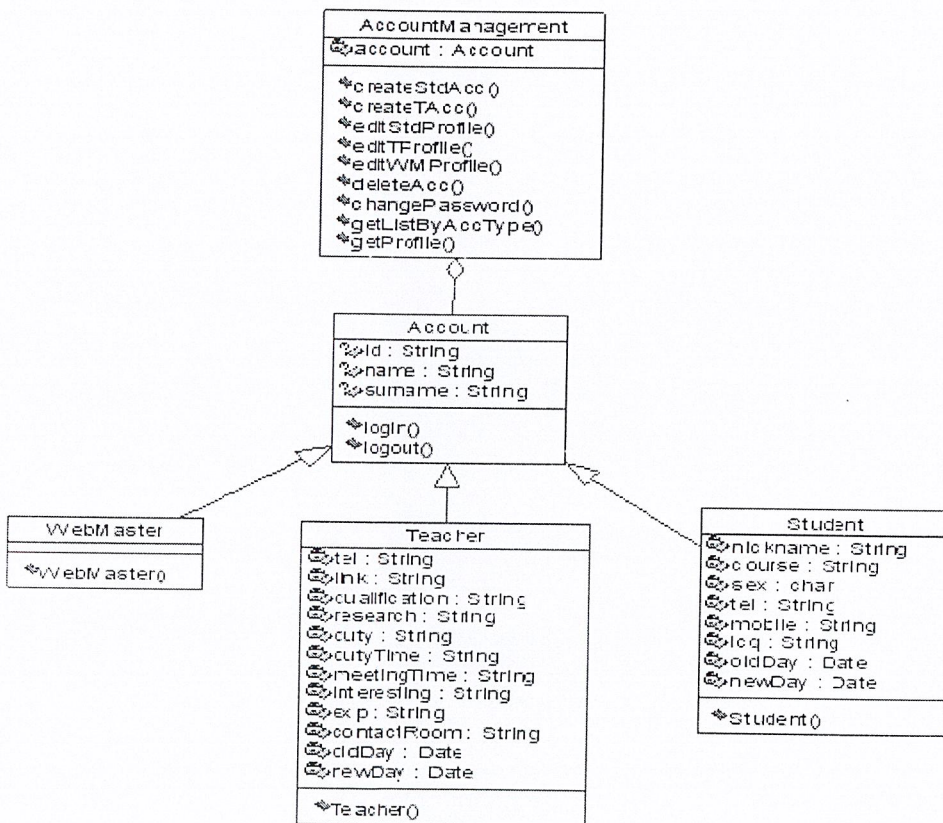 AccountManagement
account : Account
createStdAcc()
createTAcc()
editStdProfile()
editTProfile()
editWMProfile()
deleteAcc()
changePassword()
getListByAccType()
getProfile()
Account
id : String
name : String
surname : String
login()
logout()
WebMaster
WebMaster()
Teacher
tel : String
link : String
qualification : String
research : String
duty : String
dutyTime : String
meetingTime : String
interesting : String
exp : String
contactRoom : String
oldDay : Date
newDay : Date
Teacher()
Student
nickname : String
course : String
sex : char
tel : String
mobile : String
icq : String
oldDay : Date
newDay : Date
Student()